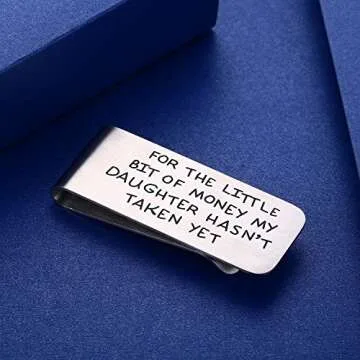 FOR THE LITTLE
BIT OF MONEY MY
DAUGHTER HASN'T
TAKEN YET